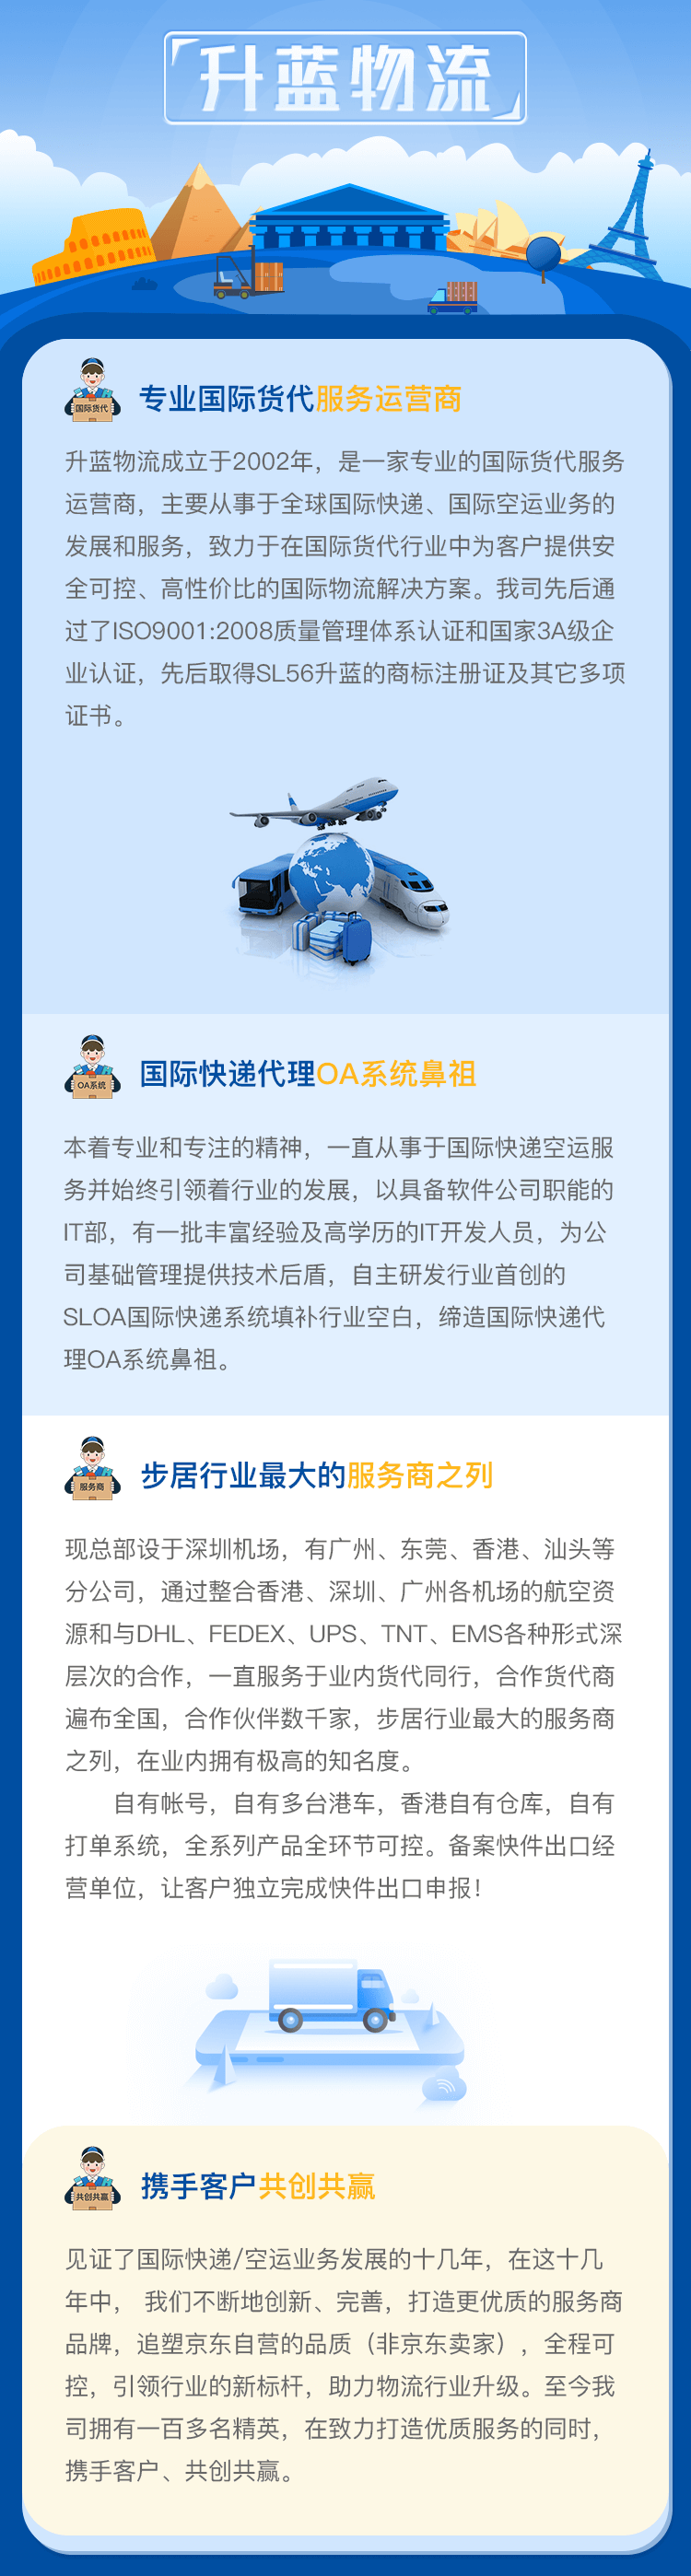 升蓝物流
国际货代
专业国际货代服务运营商
升蓝物流成立于2002年，是一家专业的国际货代服务
运营商，主要从事于全球国际快递、国际空运业务的
发展和服务，致力于在国际货代行业中为客户提供安
全可控、高性价比的国际物流解决方案。我司先后通
过了ISO9001:2008质量管理体系认证和国家3A级企
业认证，先后取得SL56升蓝的商标注册证及其它多项
证书。
OA系统
国际快递代理OA系统鼻祖
本着专业和专注的精神，一直从事于国际快递空运服
务并始终引领着行业的发展，以具备软件公司职能的
IT部，有一批丰富经验及高学历的IT开发人员，为公
司基础管理提供技术后盾，自主研发行业首创的
SLOA国际快递系统填补行业空白，缔造国际快递代
理OA系统鼻祖。
服务商
步居行业最大的服务商之列
现总部设于深圳机场，有广州、东莞、香港、汕头等
分公司，通过整合香港、深圳、广州各机场的航空资
源和与DHL、FEDEX、UPS、TNT、EMS各种形式深
层次的合作，一直服务于业内货代同行，合作货代商
遍布全国，合作伙伴数千家，步居行业最大的服务商
之列，在业内拥有极高的知名度。
自有帐号，自有多台港车，香港自有仓库，自有
打单系统，全系列产品全环节可控。备案快件出口经
营单位，让客户独立完成快件出口申报！
共创共赢
携手客户共创共赢
见证了国际快递/空运业务发展的十几年，在这十几
年中， 我们不断地创新、完善，打造更优质的服务商
品牌，追塑京东自营的品质（非京东卖家），全程可
控，引领行业的新标杆，助力物流行业升级。至今我
司拥有一百多名精英，在致力打造优质服务的同时，
携手客户、共创共赢。